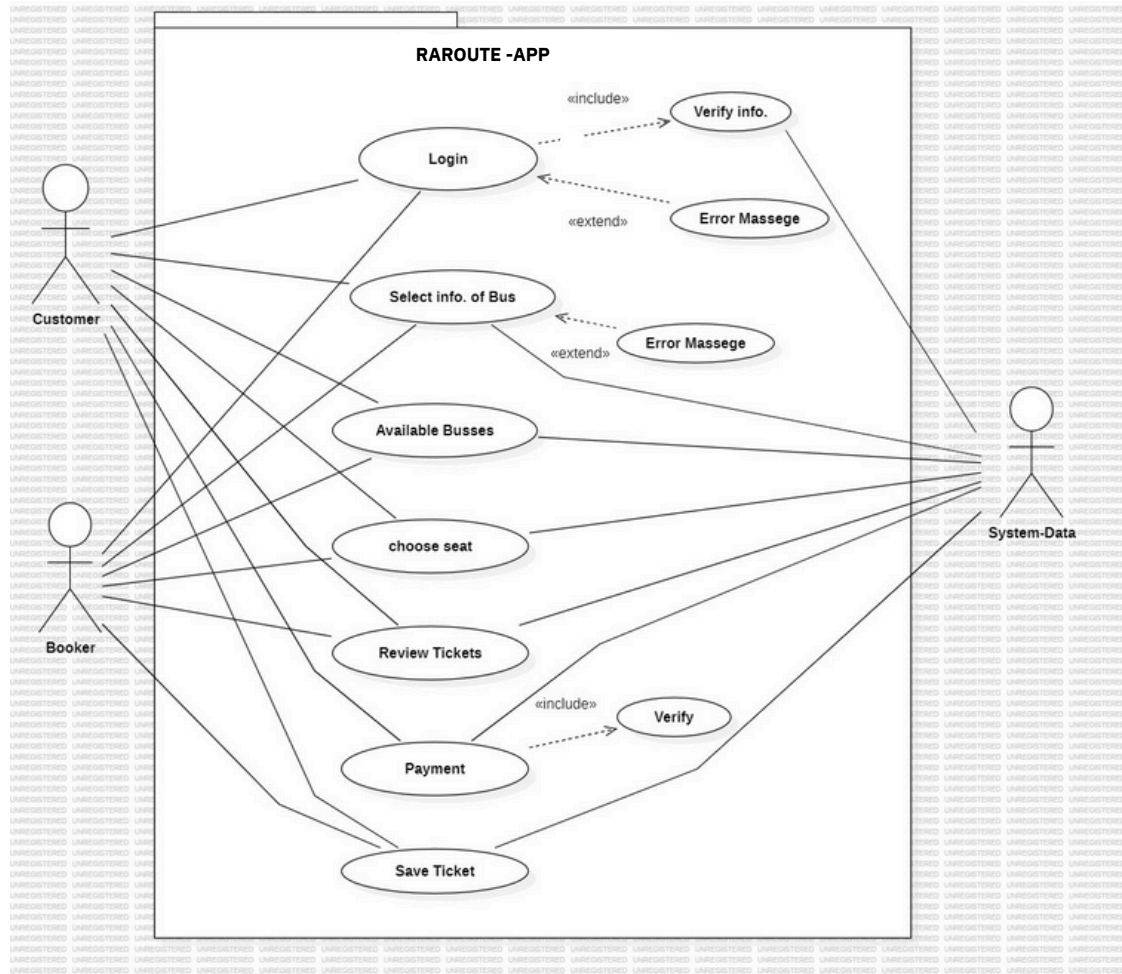 RAROUTE -APP
«include»
Verify info.
Login
Error Massege
«extend»
Select info. of Bus
Customer
Error Massege
«extend»
Available Busses
System-Data
choose seat
Booker
Review Tickets
«include»
Verify
Payment
Save Ticket
UNREGISTERED